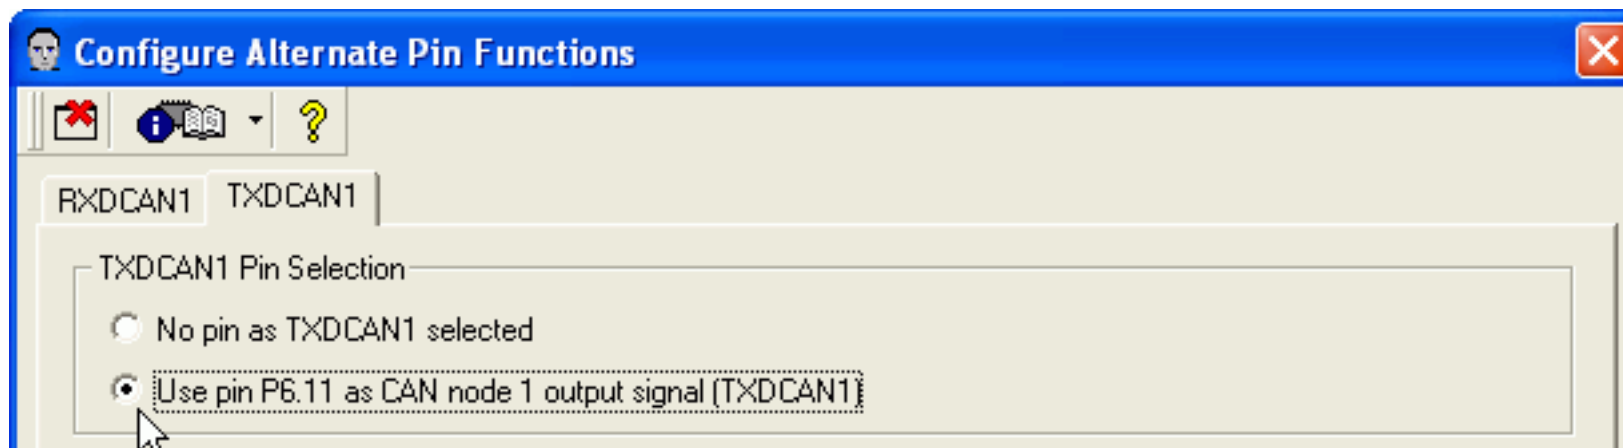 Configure Alternate Pin Functions
RXDCAN1 TXDCAN1
TXDCAN1 Pin Selection
No pin as TXDCAN1 selected
Use pin P6.11 as CAN node 1 output signal (TXDCAN1)